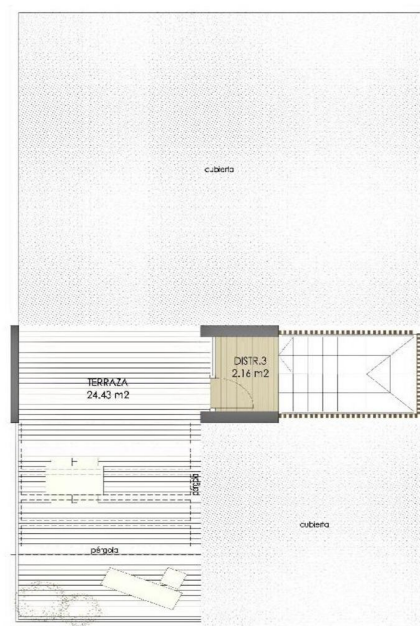 cubierta
DISTR.3
2.16 m2
TERRAZA
24.43 m2
pérgola
cubierta
pérgola